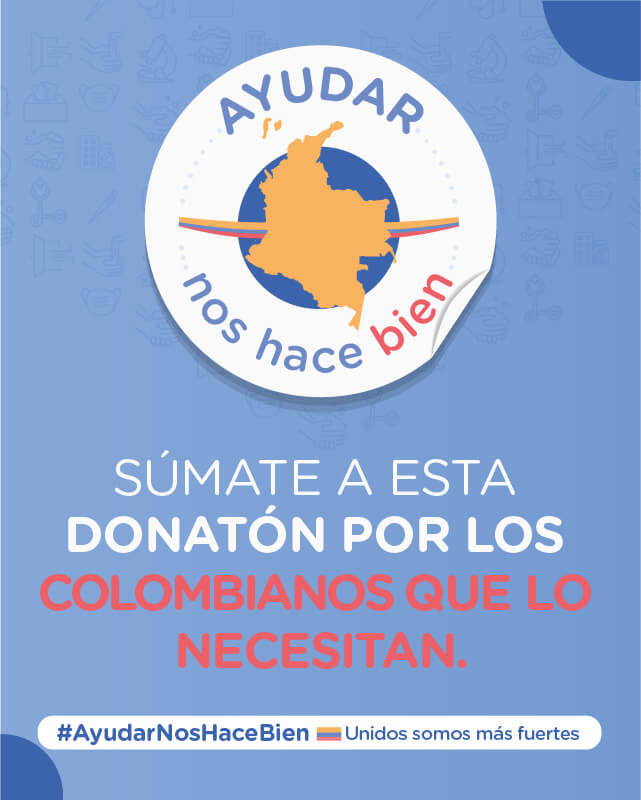 AYUDAR
nos hace bien
SÚMATE A ESTA
DONATÓN POR LOS
COLOMBIANOS QUE LO
NECESITAN.
#AyudarNosHaceBien Unidos somos más fuertes